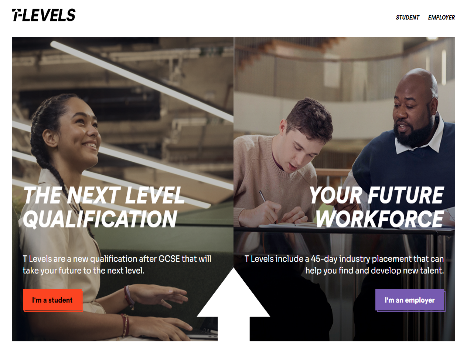 T-LEVELS
STUDENT EMPLOYER
THE NEXT LEVEL
QUALIFICATION
T Levels are a new qualification after GCSE that will
take your future to the next level.
I'm a student
YOUR FUTURE
WORKFORCE
T Levels include a 45-day industry placement that can
help you find and develop new talent.
I'm an employer